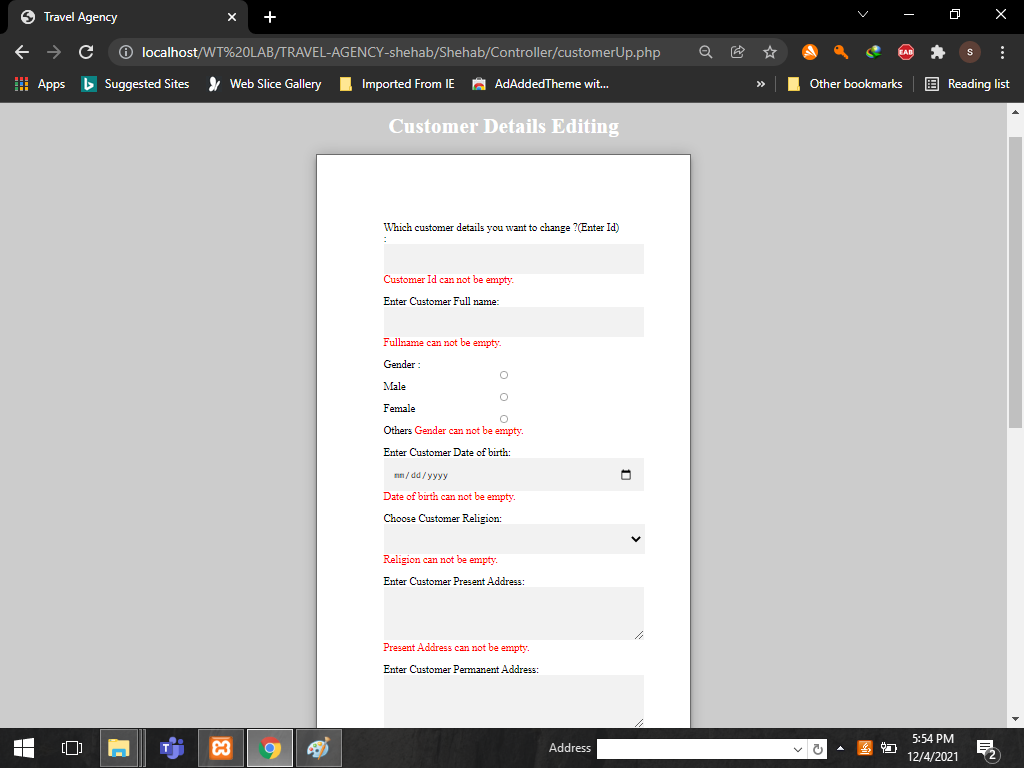 Travel Agency
localhost/WT%20LAB/TRAVEL-AGENCY-shehab/Shehab/Controller/customerUp.php
EAB
S
Apps
Suggested Sites
Web Slice Gallery
Imported From IE
AdAddedTheme wit...
»
Other bookmarks
Reading list
Customer Details Editing
Which customer details you want to change ?(Enter Id)
:
Customer Id can not be empty.
Enter Customer Full name:
Fullname can not be empty.
Gender :
Male
Female
Others Gender can not be empty.
Enter Customer Date of birth:
mm/dd/yyyy
Date of birth can not be empty.
Choose Customer Religion:
Religion can not be empty.
Enter Customer Present Address:
Present Address can not be empty.
Enter Customer Permanent Address:
Address
5:54 PM
12/4/2021
2